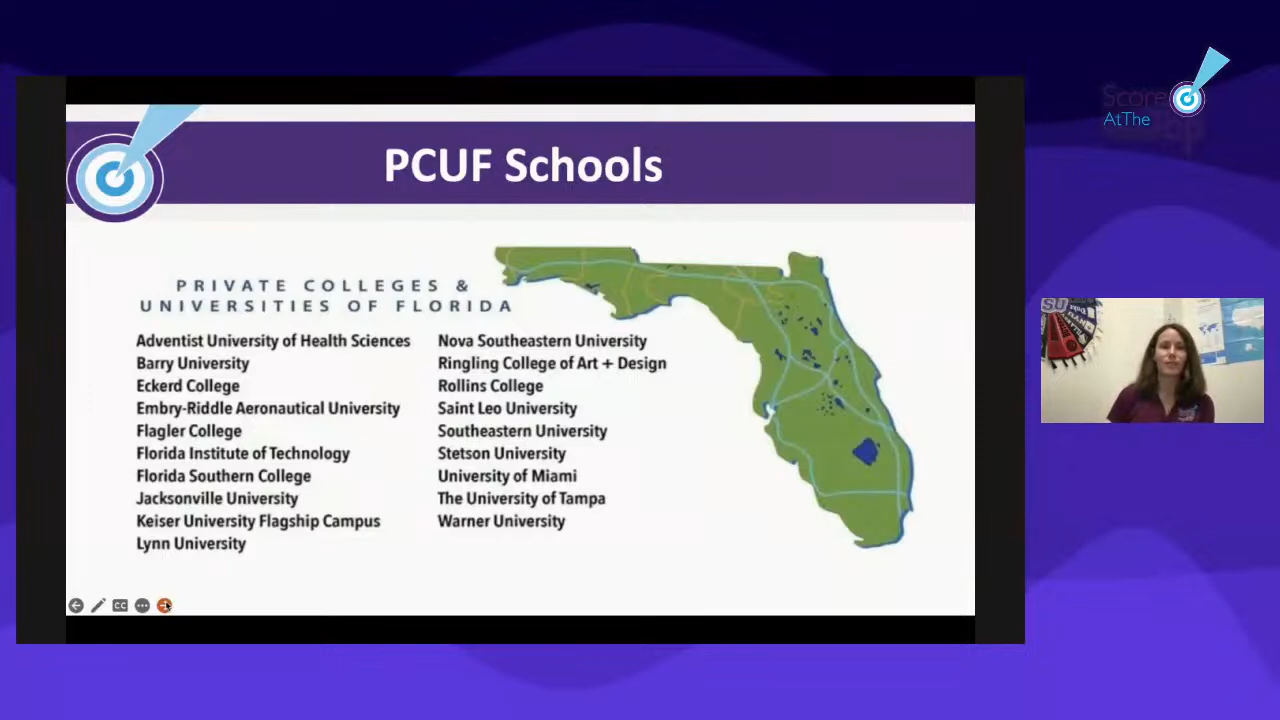 Score
AtThe
Top
PCUF Schools
PRIVATE COLLEGES &
UNIVERSITIES OF FLORIDA
Adventist University of Health Sciences
Barry University
Eckerd College
Embry-Riddle Aeronautical University
Flagler College
Florida Institute of Technology
Florida Southern College
Jacksonville University
Keiser University Flagship Campus
Lynn University
Nova Southeastern University
Ringling College of Art + Design
Rollins College
Saint Leo University
Southeastern University
Stetson University
University of Miami
The University of Tampa
Warner University
CC
SU